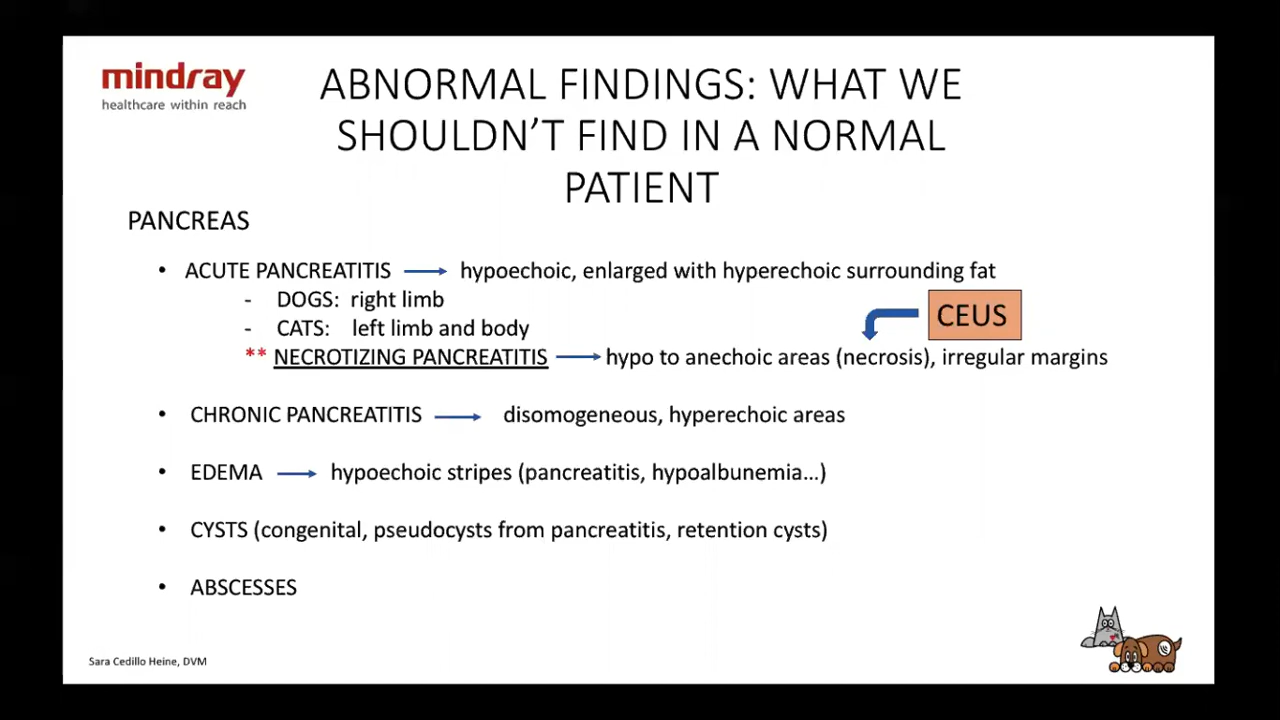 mindray
healthcare within reach
ABNORMAL FINDINGS: WHAT WE
SHOULDN'T FIND IN A NORMAL
PATIENT
PANCREAS
• ACUTE PANCREATITIS → hypoechoic, enlarged with hyperechoic surrounding fat
- DOGS: right limb
- CATS: left limb and body
CEUS
** NECROTIZING PANCREATITIS → hypo to anechoic areas (necrosis), irregular margins
• CHRONIC PANCREATITIS → disomogeneous, hyperechoic areas
• EDEMA → hypoechoic stripes (pancreatitis, hypoalbunemia...)
• CYSTS (congenital, pseudocysts from pancreatitis, retention cysts)
• ABSCESSES
Sara Cedillo Heine, DVM